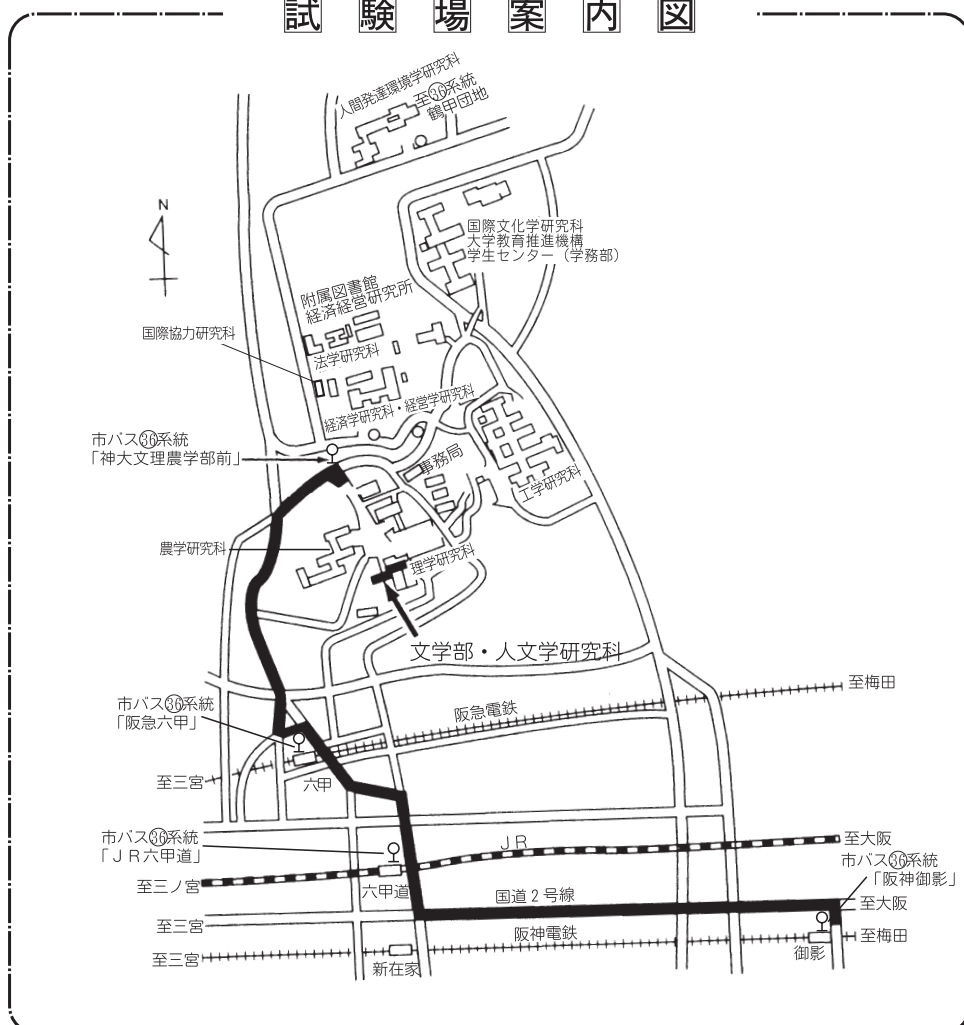 試験場案内図
人間発達環境学研究科
至㊱系統
鶴甲団地
N
国際文化学研究科
大学教育推進機構
学生センター（学務部）
附属図書館
経済経営研究所
国際協力研究科
法学研究科
経済学研究科・経営学研究科
市バス㊱系統
「神大文理農学部前」
事務局
工学研究科
農学研究科
理学研究科
文学部・人文学研究科
市バス㊱系統
「阪急六甲」
阪急電鉄
至梅田
至三宮
六甲
市バス㊱系統
「ＪＲ六甲道」
ＪＲ
至大阪
市バス㊱系統
「阪神御影」
至三ノ宮
六甲道
国道２号線
至大阪
至三宮
阪神電鉄
至梅田
至三宮
新在家
御影